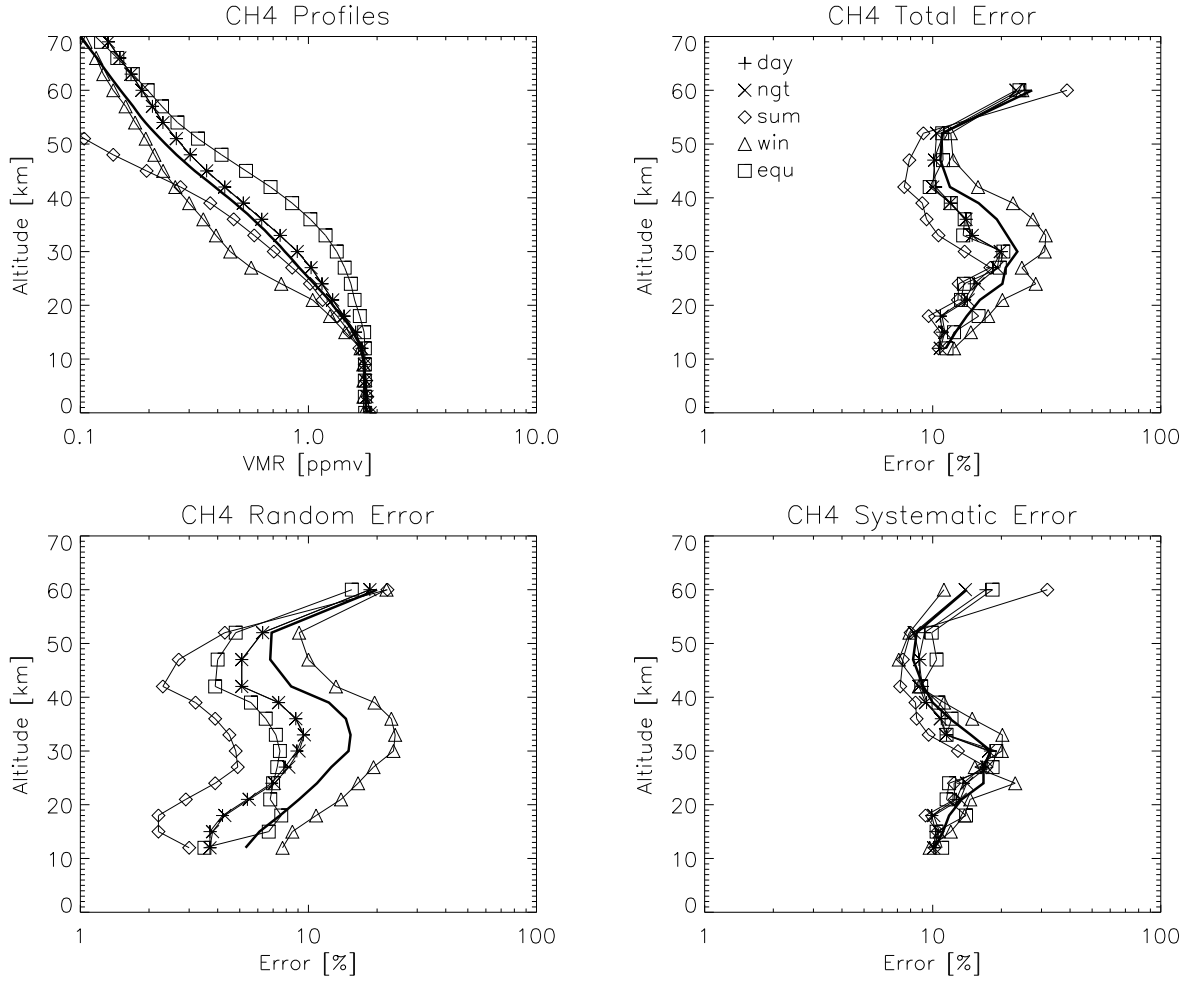 CH4 Profiles
70
60
50
40
30
20
10
0
Altitude [km]
0.1 1.0 10.0
VMR [ppmv]
CH4 Total Error
70
60
50
40
30
20
10
0
Altitude [km]
day
ngt
sum
win
equ
1 10 100
Error [%]
CH4 Random Error
70
60
50
40
30
20
10
0
Altitude [km]
1 10 100
Error [%]
CH4 Systematic Error
70
60
50
40
30
20
10
0
Altitude [km]
1 10 100
Error [%]